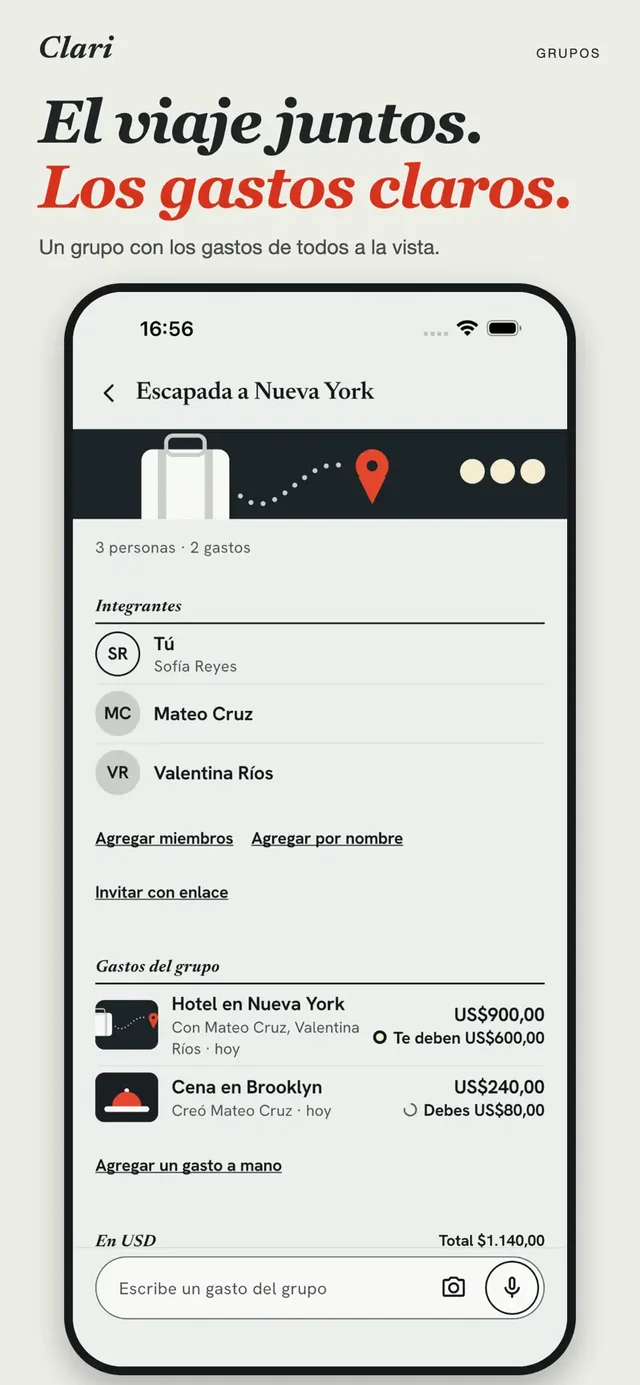 Clari
GRUPOS
El viaje juntos.
Los gastos claros.
Un grupo con los gastos de todos a la vista.
16:56
Escapada a Nueva York
3 personas · 2 gastos
Integrantes
SR
Tú
Sofía Reyes
MC
Mateo Cruz
VR
Valentina Ríos
Agregar miembros
Agregar por nombre
Invitar con enlace
Gastos del grupo
Hotel en Nueva York
Con Mateo Cruz, Valentina
Ríos · hoy
US$900,00
Te deben US$600,00
Cena en Brooklyn
Creó Mateo Cruz · hoy
US$240,00
Debes US$80,00
Agregar un gasto a mano
En USD
Total $1.140,00
Escribe un gasto del grupo